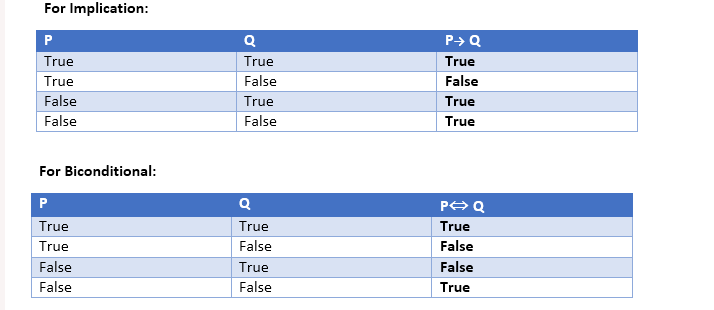 For Implication:
P Q P→ Q
True True True
True False False
False True True
False False True
For Biconditional:
P Q P⇔ Q
True True True
True False False
False True False
False False True